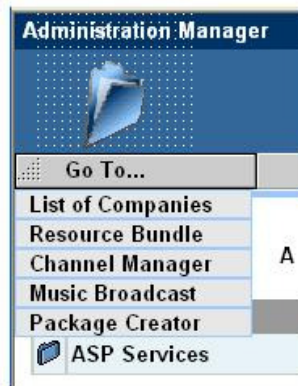 Administration Manager
Go To...
List of Companies
Resource Bundle
Channel Manager
A
Music Broadcast
Package Creator
ASP Services